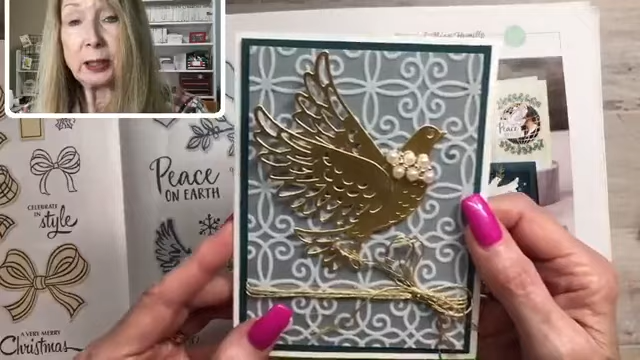 Peace
ON EARTH
CELEBRATE
IN style
A VERY MERRY
Christmas
Peace